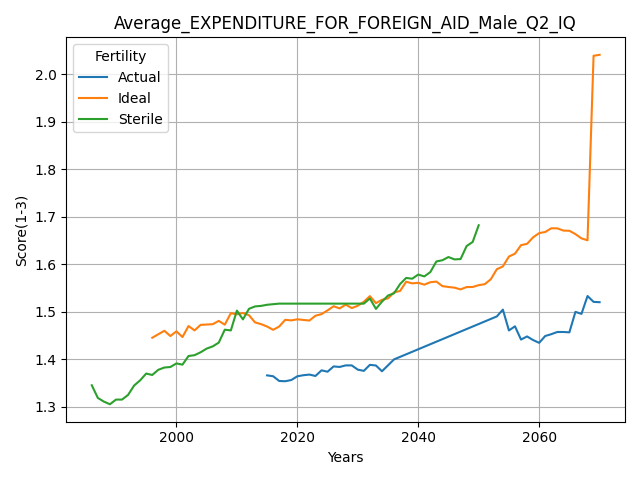 Average_EXPENDITURE_FOR_FOREIGN_AID_Male_Q2_IQ
Fertility
Actual
Ideal
Sterile
2.0
1.9
1.8
1.7
1.6
1.5
1.4
1.3
Score(1-3)
2000
2020
2040
2060
Years